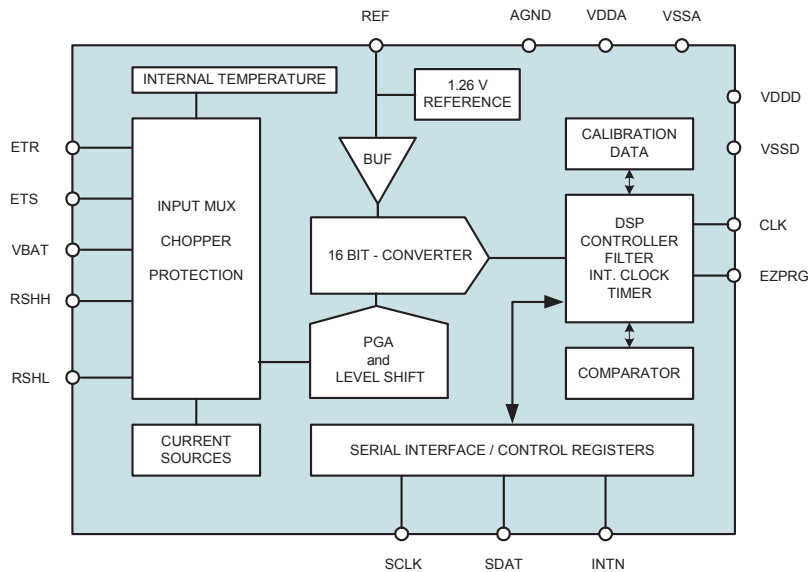 REF
AGND
VDDA
VSSA
INTERNAL TEMPERATURE
1.26 V
REFERENCE
VDDD
ETR
BUF
CALIBRATION
DATA
VSSD
ETS
INPUT MUX
CHOPPER
PROTECTION
VBAT
RSHH
RSHL
16 BIT - CONVERTER
DSP
CONTROLLER
FILTER
INT. CLOCK
TIMER
CLK
EZPRG
PGA
and
LEVEL SHIFT
COMPARATOR
CURRENT
SOURCES
SERIAL INTERFACE / CONTROL REGISTERS
SCLK
SDAT
INTN